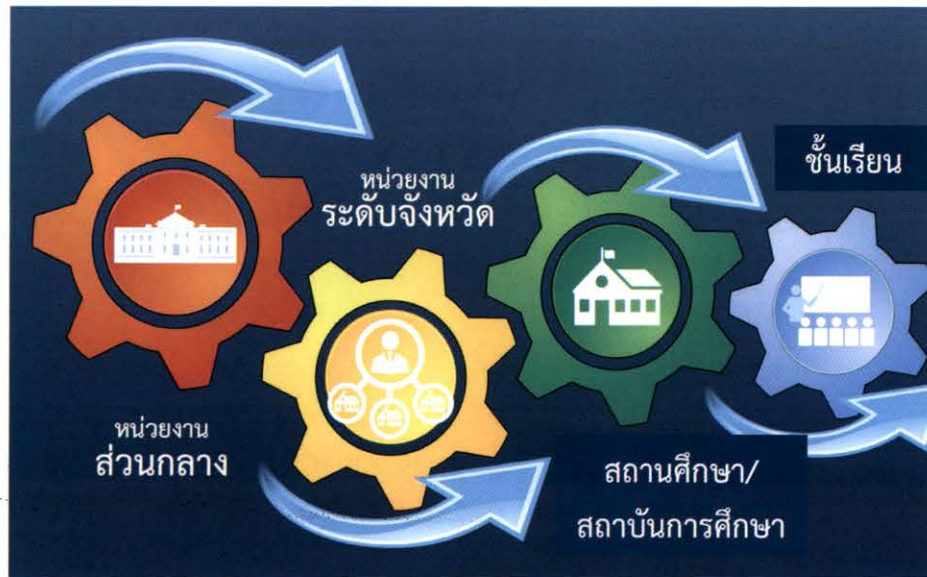 หน่วยงาน
ส่วนกลาง
หน่วยงาน
ระดับจังหวัด
สถานศึกษา/
สถาบันการศึกษา
ชั้นเรียน